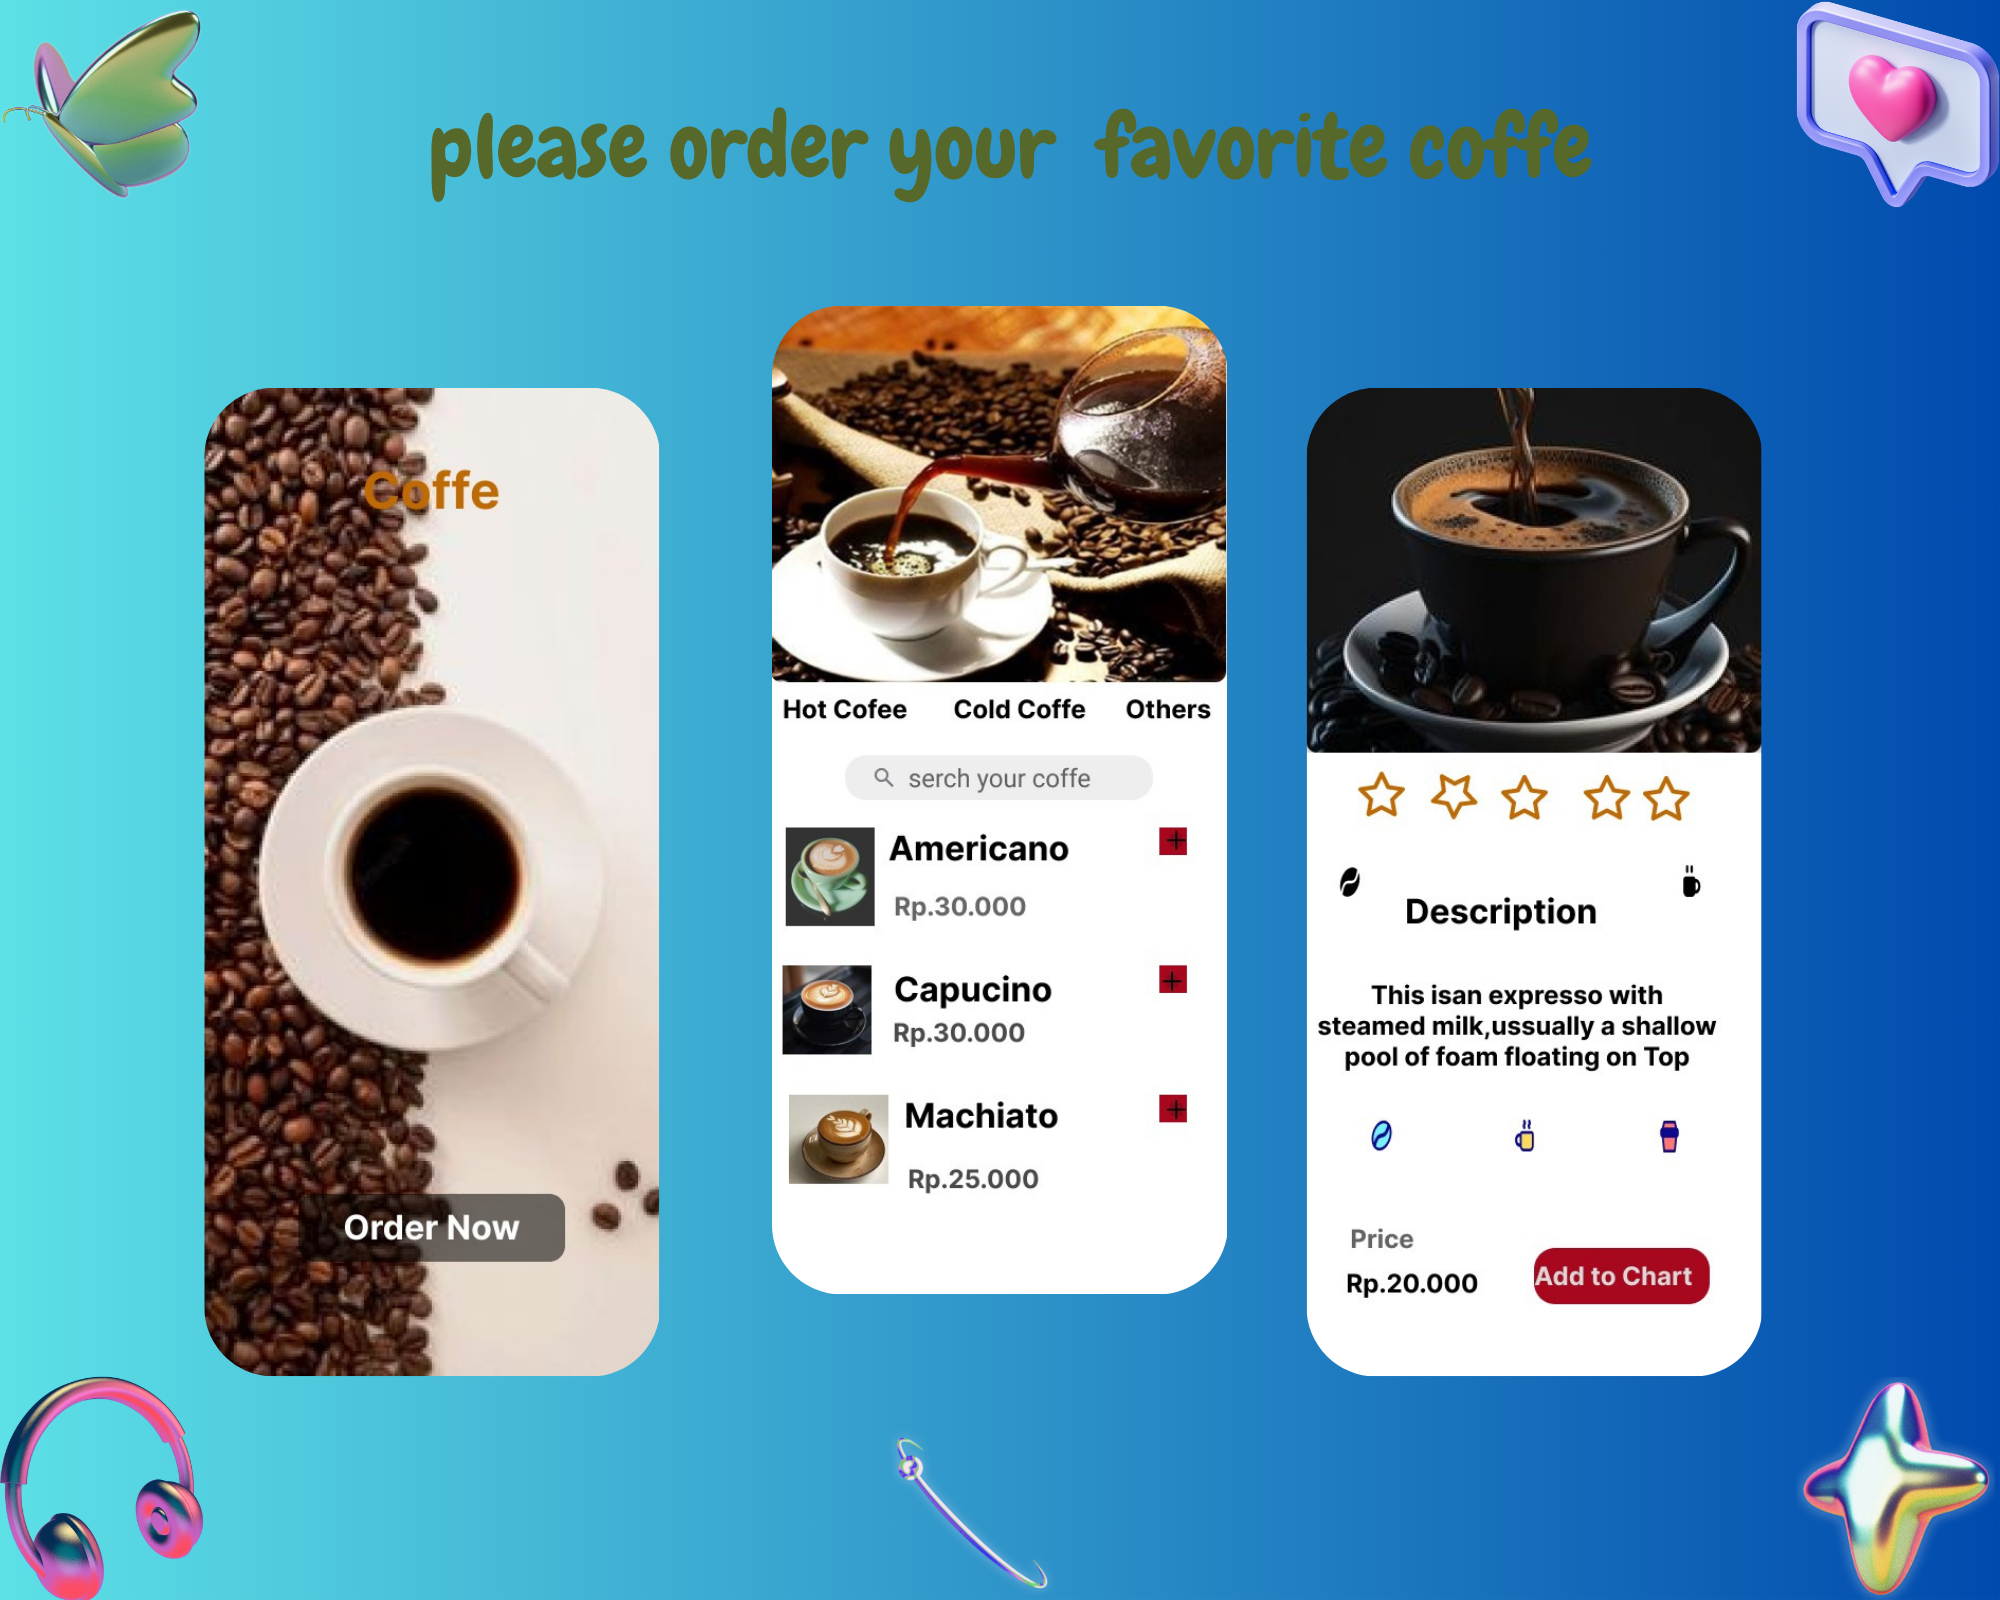 please order your favorite coffe
Coffe
Order Now
Hot Cofee Cold Coffe Others
serch your coffe
Americano
Rp.30.000
Capucino
Rp.30.000
Machiato
Rp.25.000
Description
This isan expresso with
steamed milk,ussually a shallow
pool of foam floating on Top
Price
Rp.20.000
Add to Chart